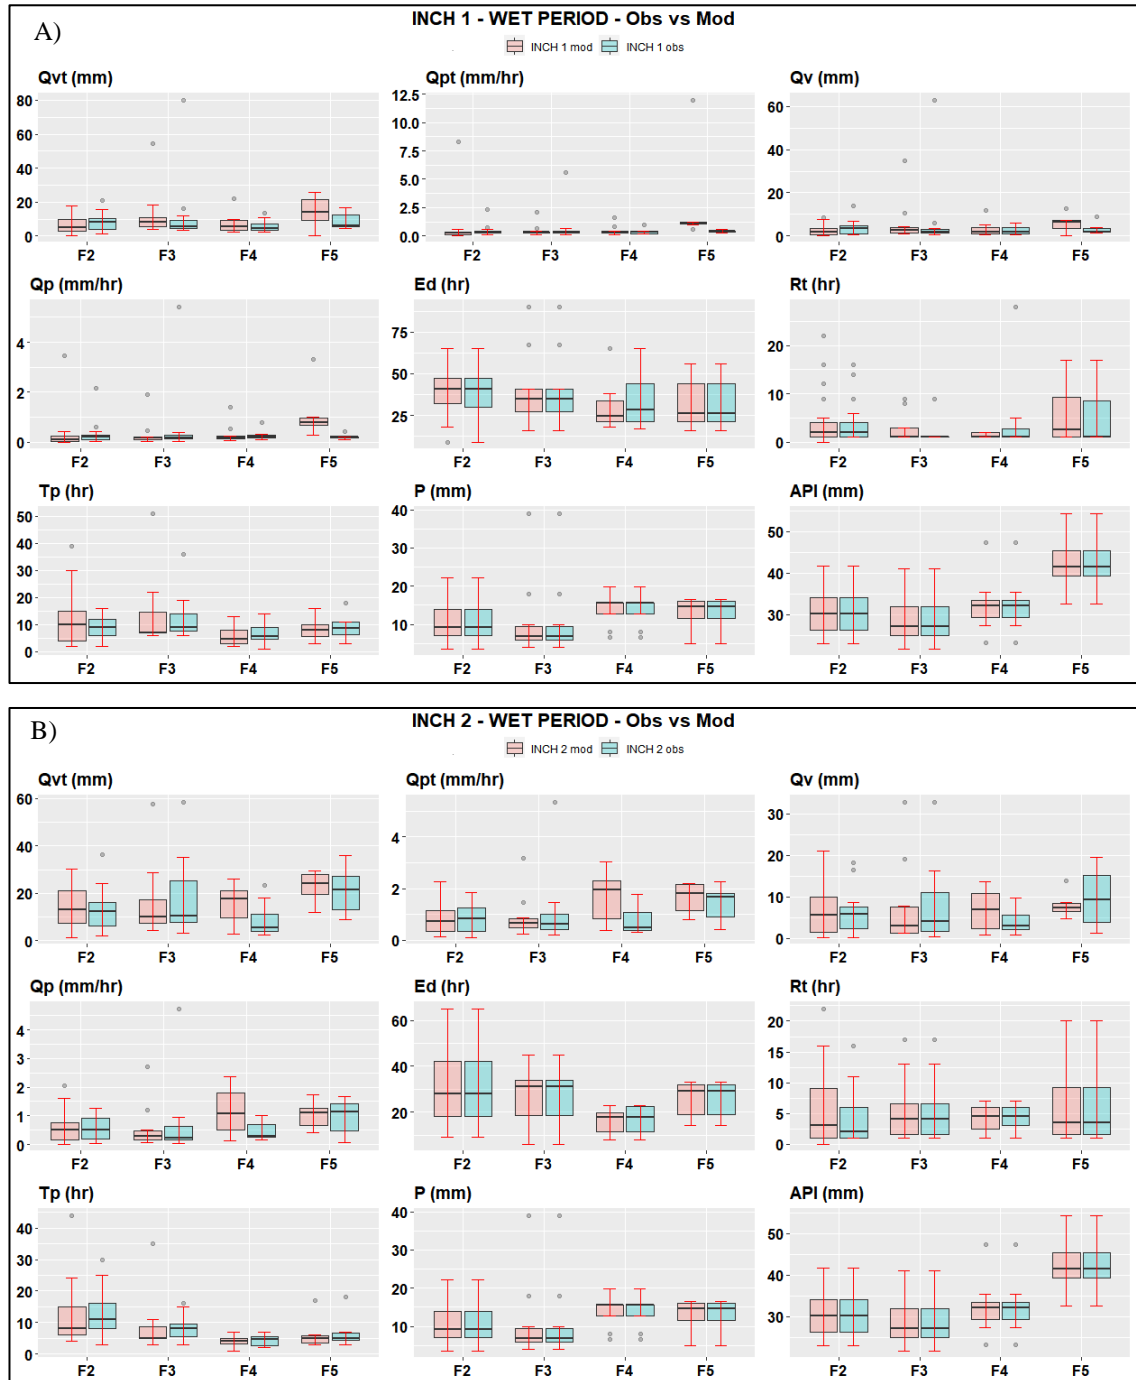 A)
INCH 1 - WET PERIOD - Obs vs Mod
INCH 1 mod INCH 1 obs
Qvt (mm) Qpt (mm/hr) Qv (mm)
80 12.5 60
60 10.0 40
40 7.5 20
20 5.0 0
0 2.5
0.0
F2 F3 F4 F5 F2 F3 F4 F5 F2 F3 F4 F5
Qp (mm/hr) Ed (hr) Rt (hr)
4 75 20
2 50 10
0 25 0
F2 F3 F4 F5 F2 F3 F4 F5 F2 F3 F4 F5
Tp (hr) P (mm) API (mm)
50 40 50
40 30 30
30 20
20 10
10
0
F2 F3 F4 F5 F2 F3 F4 F5 F2 F3 F4 F5
B)
INCH 2 - WET PERIOD - Obs vs Mod
INCH 2 mod INCH 2 obs
Qvt (mm) Qpt (mm/hr) Qv (mm)
60 4 30
40 2 20
20 0 10
0 0
F2 F3 F4 F5 F2 F3 F4 F5 F2 F3 F4 F5
Qp (mm/hr) Ed (hr) Rt (hr)
4 60 20
3 40 15
2 20 10
1 5
0 0
F2 F3 F4 F5 F2 F3 F4 F5 F2 F3 F4 F5
Tp (hr) P (mm) API (mm)
40 40 50
30 30 30
20 20
10 10
0
F2 F3 F4 F5 F2 F3 F4 F5 F2 F3 F4 F5